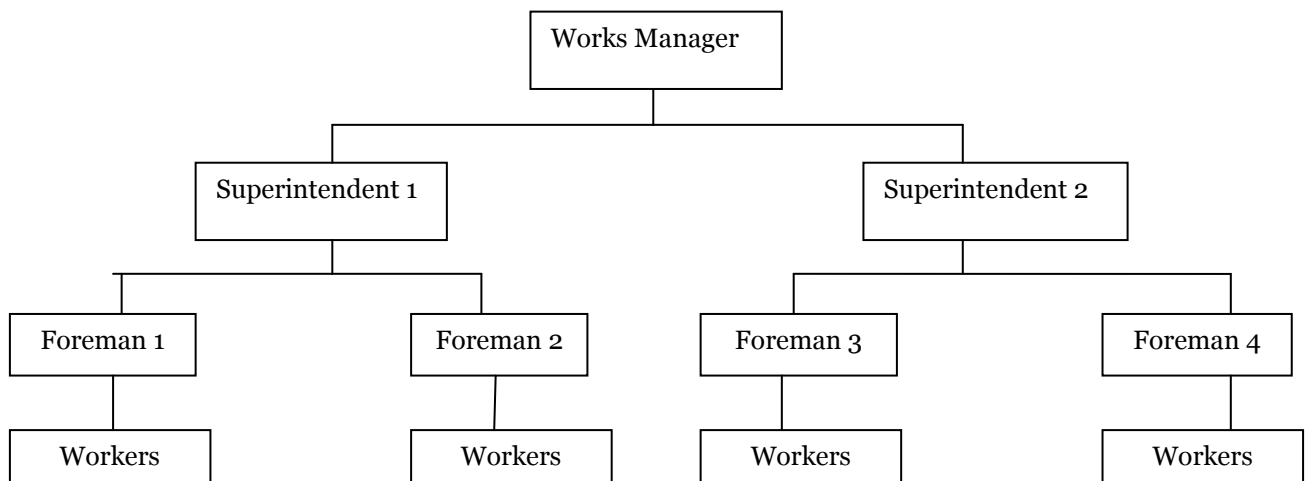 Works Manager
Superintendent 1
Superintendent 2
Foreman 1
Foreman 2
Foreman 3
Foreman 4
Workers
Workers
Workers
Workers